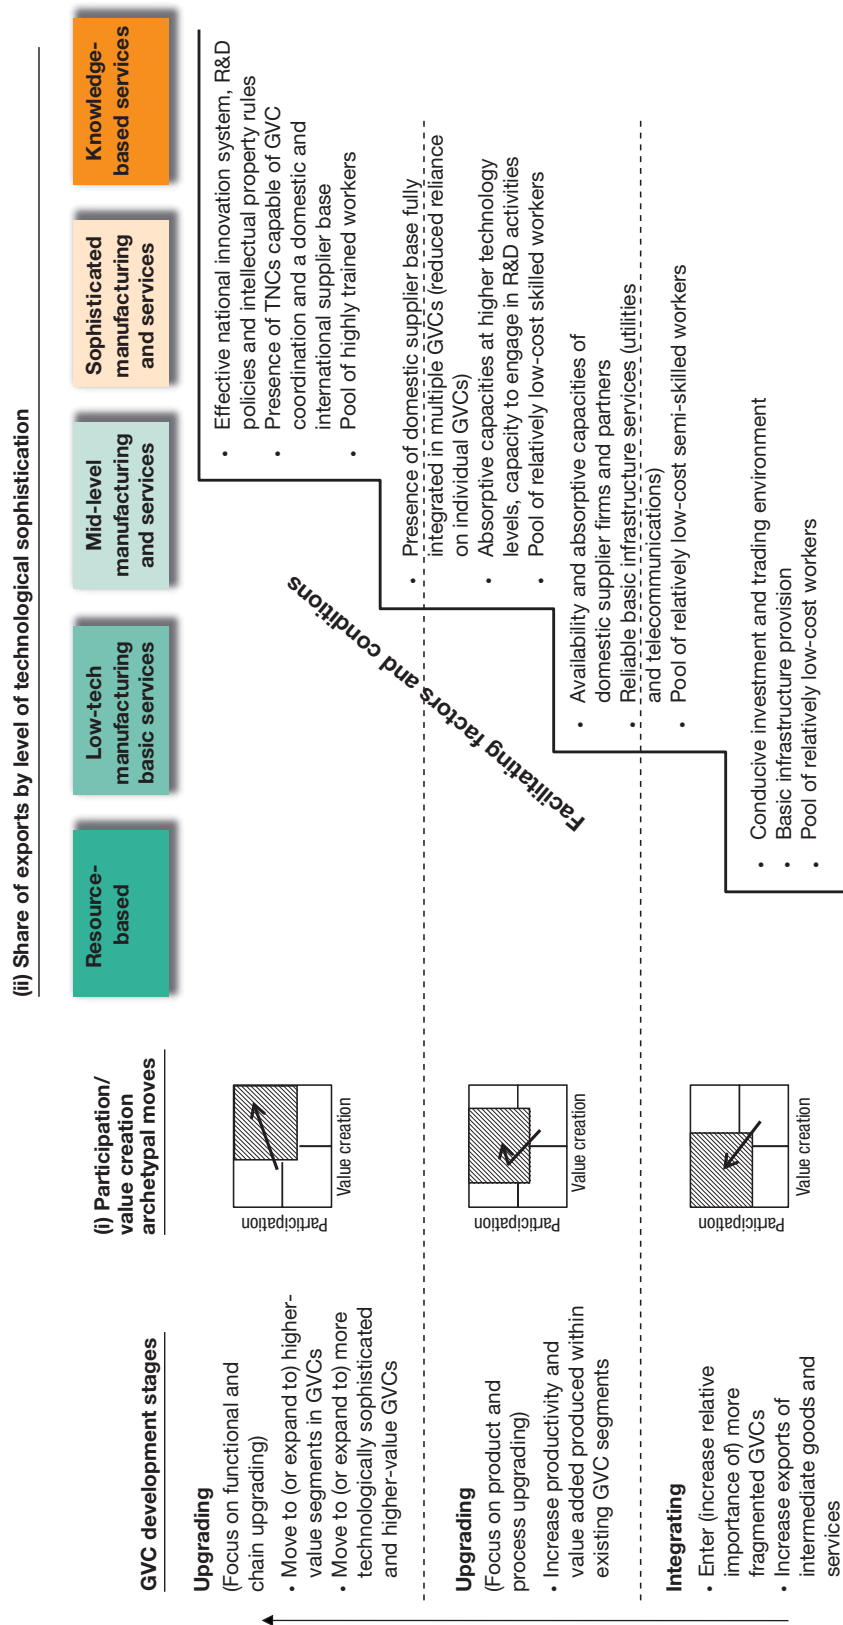 (ii) Share of exports by level of technological sophistication
GVC development stages
(i) Participation/
value creation
archetypal moves
Resource-
based
Low-tech
manufacturing
basic services
Mid-level
manufacturing
and services
Sophisticated
manufacturing
and services
Knowledge-
based services
Upgrading
(Focus on functional and
chain upgrading)
• Move to (or expand to) higher-
value segments in GVCs
• Move to (or expand to) more
technologically sophisticated
and higher-value GVCs
Participation
Value creation
• Effective national innovation system, R&D
policies and intellectual property rules
• Presence of TNCs capable of GVC
coordination and a domestic and
international supplier base
• Pool of highly trained workers
Facilitating factors and conditions
Upgrading
(Focus on product and
process upgrading)
• Increase productivity and
value added produced within
existing GVC segments
Participation
Value creation
• Presence of domestic supplier base fully
integrated in multiple GVCs (reduced reliance
on individual GVCs)
• Absorptive capacities at higher technology
levels, capacity to engage in R&D activities
• Pool of relatively low-cost skilled workers
• Availability and absorptive capacities of
domestic supplier firms and partners
• Reliable basic infrastructure services (utilities
and telecommunications)
• Pool of relatively low-cost semi-skilled workers
Integrating
• Enter (increase relative
importance of) more
fragmented GVCs
• Increase exports of
intermediate goods and
services
Participation
Value creation
• Conducive investment and trading environment
• Basic infrastructure provision
• Pool of relatively low-cost workers